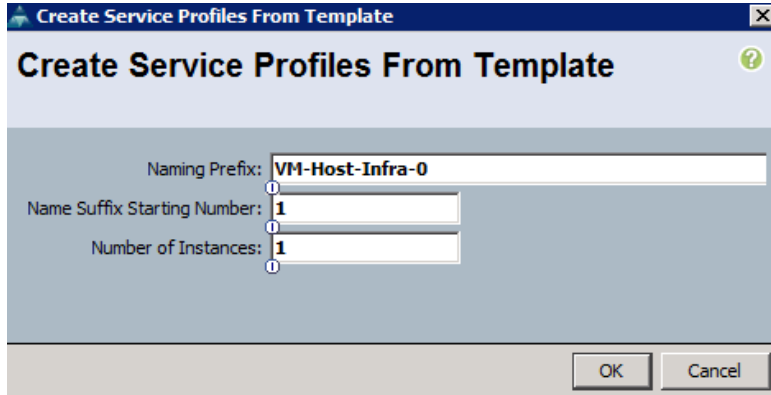 Create Service Profiles From Template
Create Service Profiles From Template
Naming Prefix: VM-Host-Infra-0
Name Suffix Starting Number: 1
Number of Instances: 1
OK Cancel